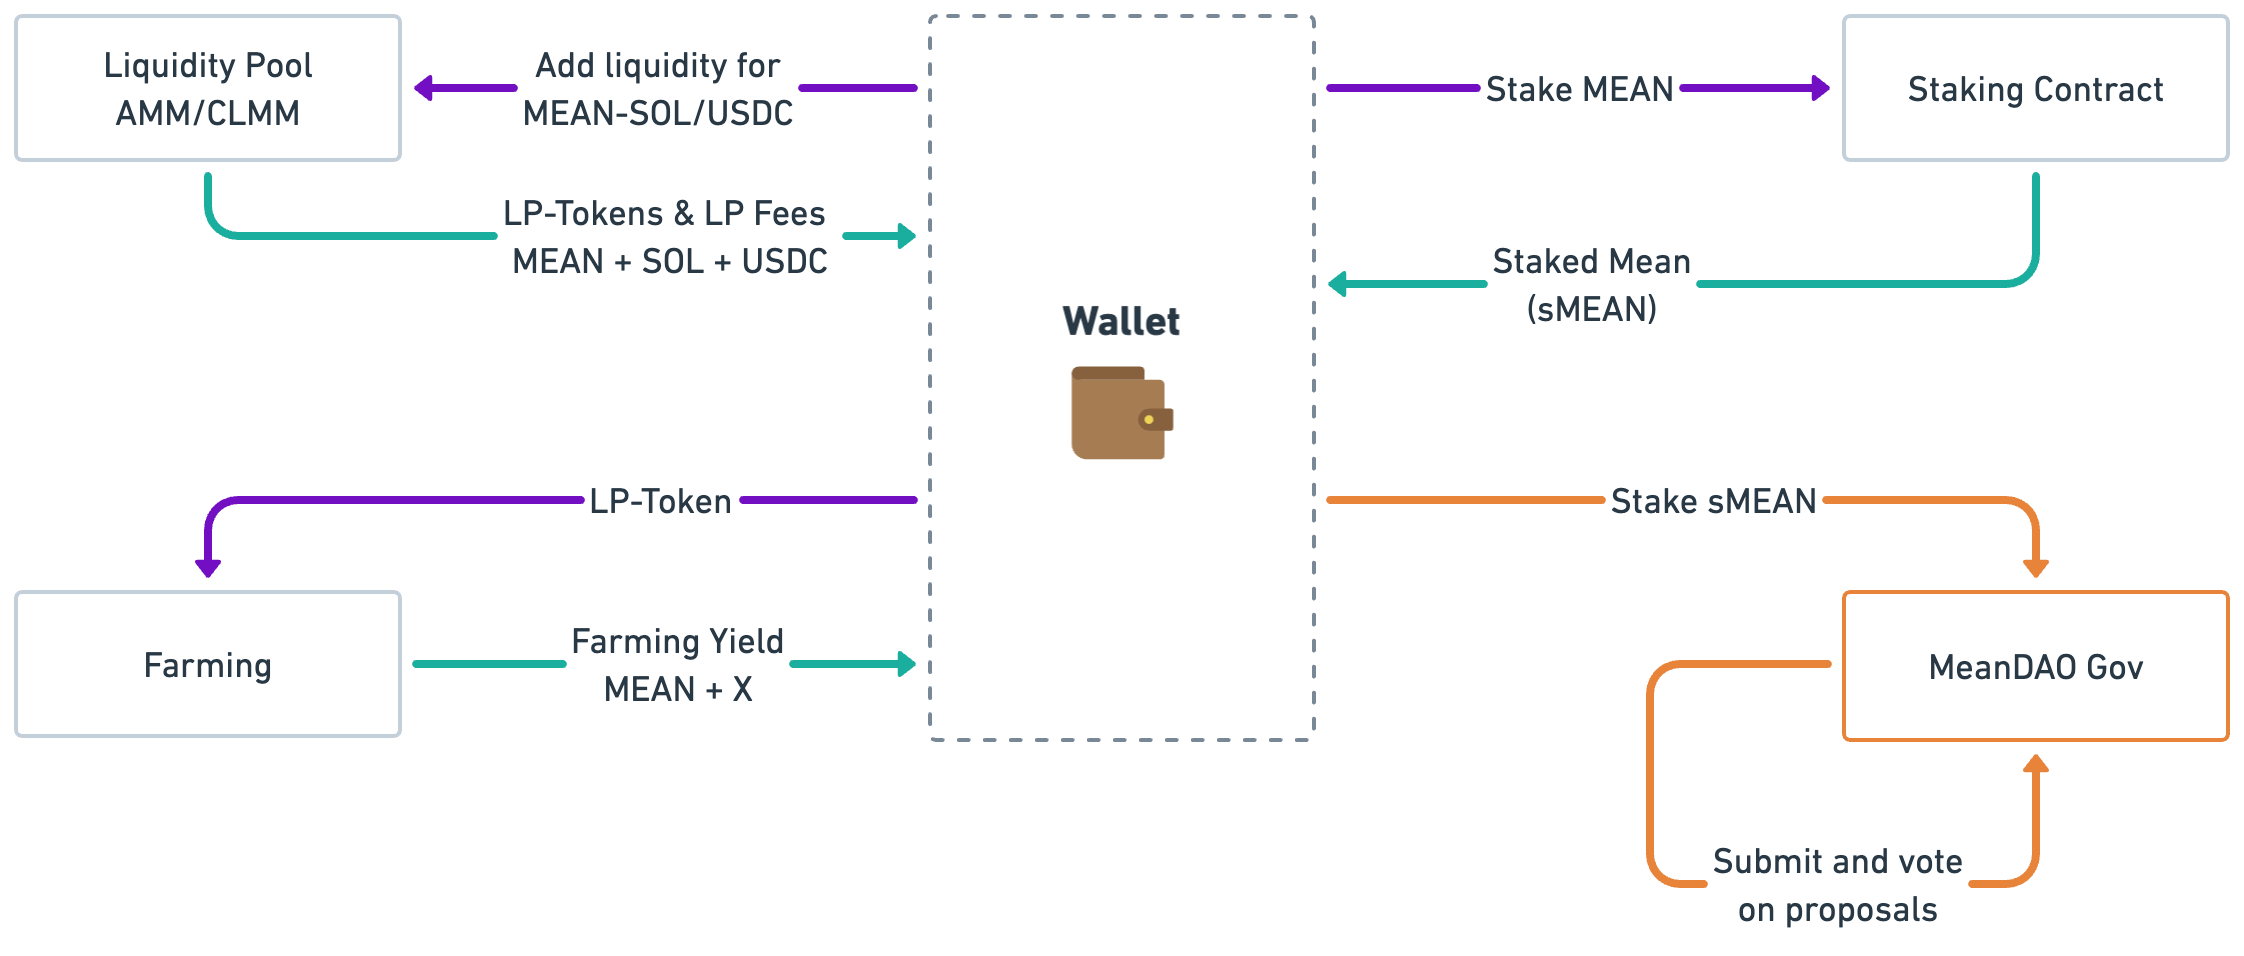 Liquidity Pool
AMM/CLMM
Add liquidity for
MEAN-SOL/USDC
LP-Tokens & LP Fees
MEAN + SOL + USDC
Wallet
Stake MEAN
Staking Contract
Staked Mean
(sMEAN)
LP-Token
Farming
Farming Yield
MEAN + X
Stake sMEAN
MeanDAO Gov
Submit and vote
on proposals